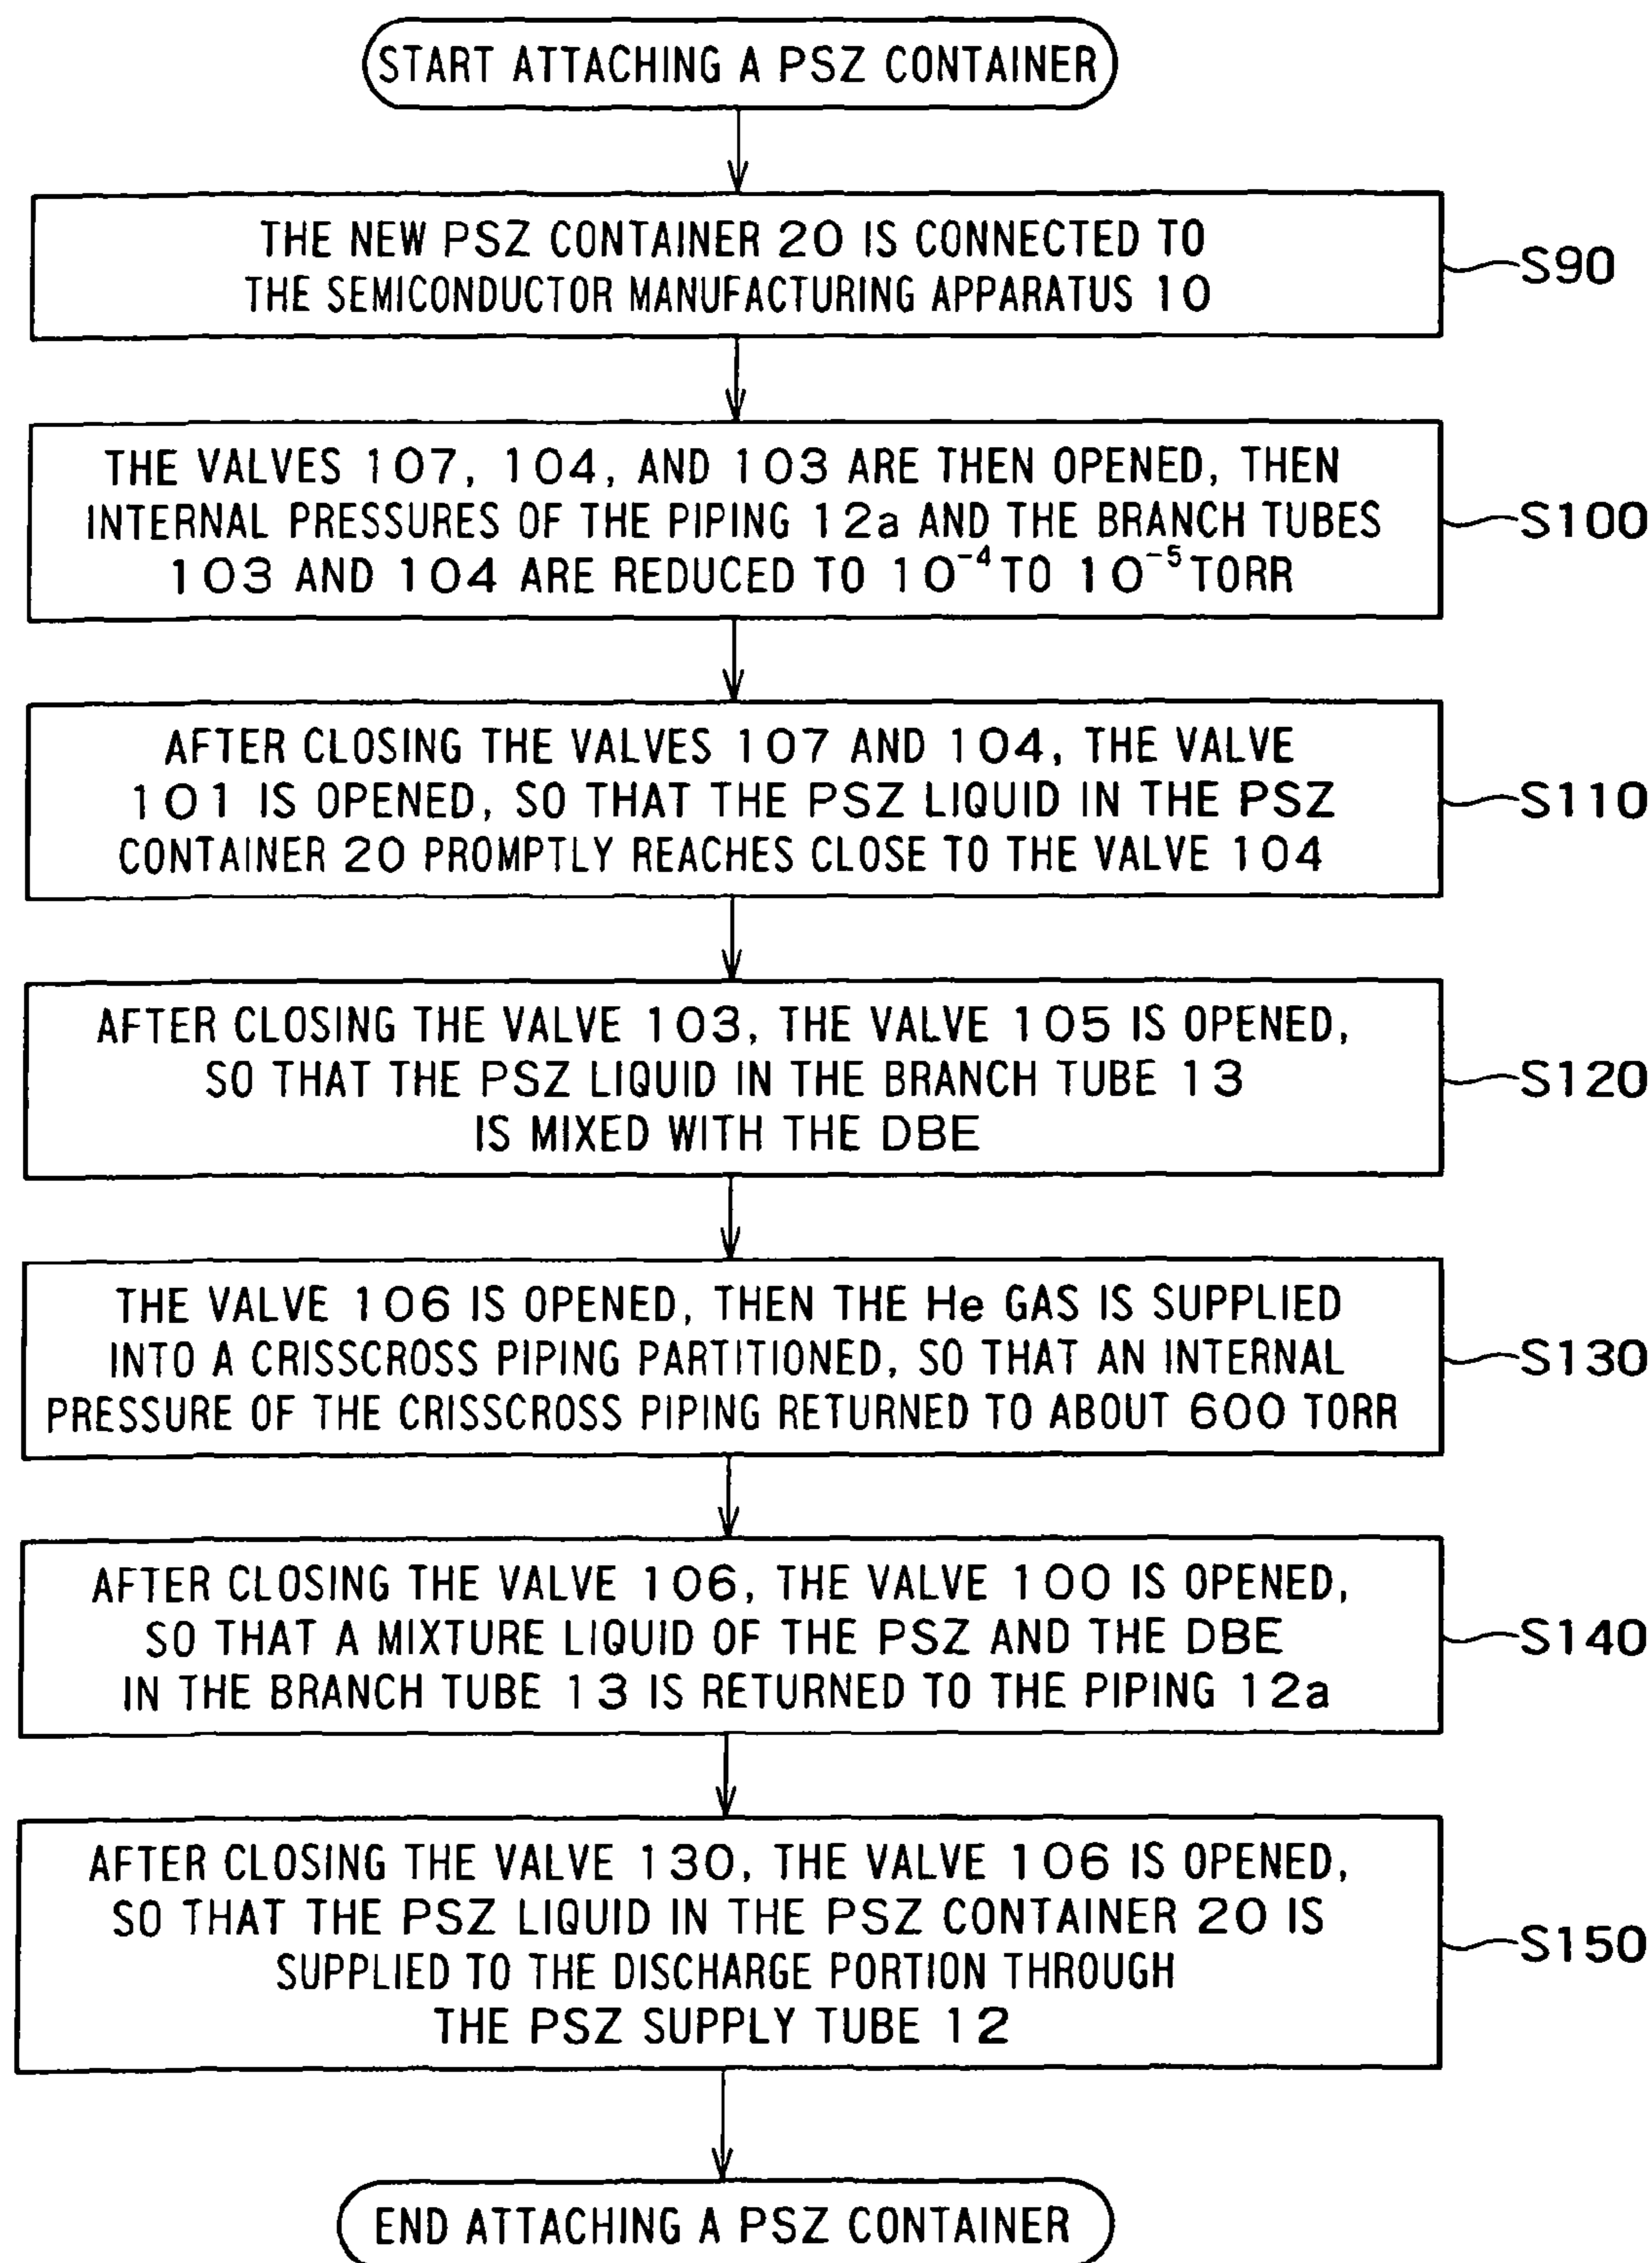 START ATTACHING A PSZ CONTAINER
THE NEW PSZ CONTAINER 20 IS CONNECTED TO
THE SEMICONDUCTOR MANUFACTURING APPARATUS 10
S90
THE VALVES 107, 104, AND 103 ARE THEN OPENED, THEN
INTERNAL PRESSURES OF THE PIPING 12a AND THE BRANCH TUBES
103 AND 104 ARE REDUCED TO 10⁻⁴ TO 10⁻⁵ TORR
S100
AFTER CLOSING THE VALVES 107 AND 104, THE VALVE
101 IS OPENED, SO THAT THE PSZ LIQUID IN THE PSZ
CONTAINER 20 PROMPTLY REACHES CLOSE TO THE VALVE 104
S110
AFTER CLOSING THE VALVE 103, THE VALVE 105 IS OPENED,
SO THAT THE PSZ LIQUID IN THE BRANCH TUBE 13
IS MIXED WITH THE DBE
S120
THE VALVE 106 IS OPENED, THEN THE He GAS IS SUPPLIED
INTO A CRISSCROSS PIPING PARTITIONED, SO THAT AN INTERNAL
PRESSURE OF THE CRISSCROSS PIPING RETURNED TO ABOUT 600 TORR
S130
AFTER CLOSING THE VALVE 106, THE VALVE 100 IS OPENED,
SO THAT A MIXTURE LIQUID OF THE PSZ AND THE DBE
IN THE BRANCH TUBE 13 IS RETURNED TO THE PIPING 12a
S140
AFTER CLOSING THE VALVE 130, THE VALVE 106 IS OPENED,
SO THAT THE PSZ LIQUID IN THE PSZ CONTAINER 20 IS
SUPPLIED TO THE DISCHARGE PORTION THROUGH
THE PSZ SUPPLY TUBE 12
S150
END ATTACHING A PSZ CONTAINER